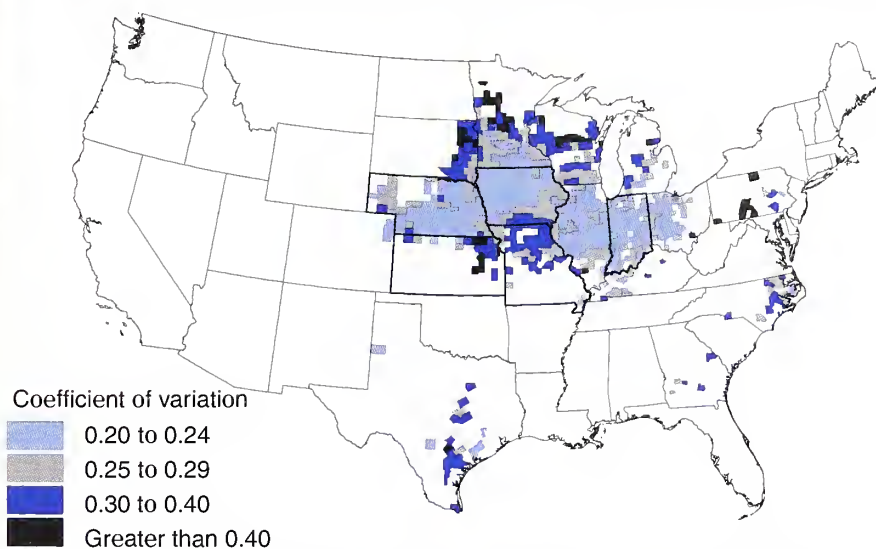 Coefficient of variation
0.20 to 0.24
0.25 to 0.29
0.30 to 0.40
Greater than 0.40